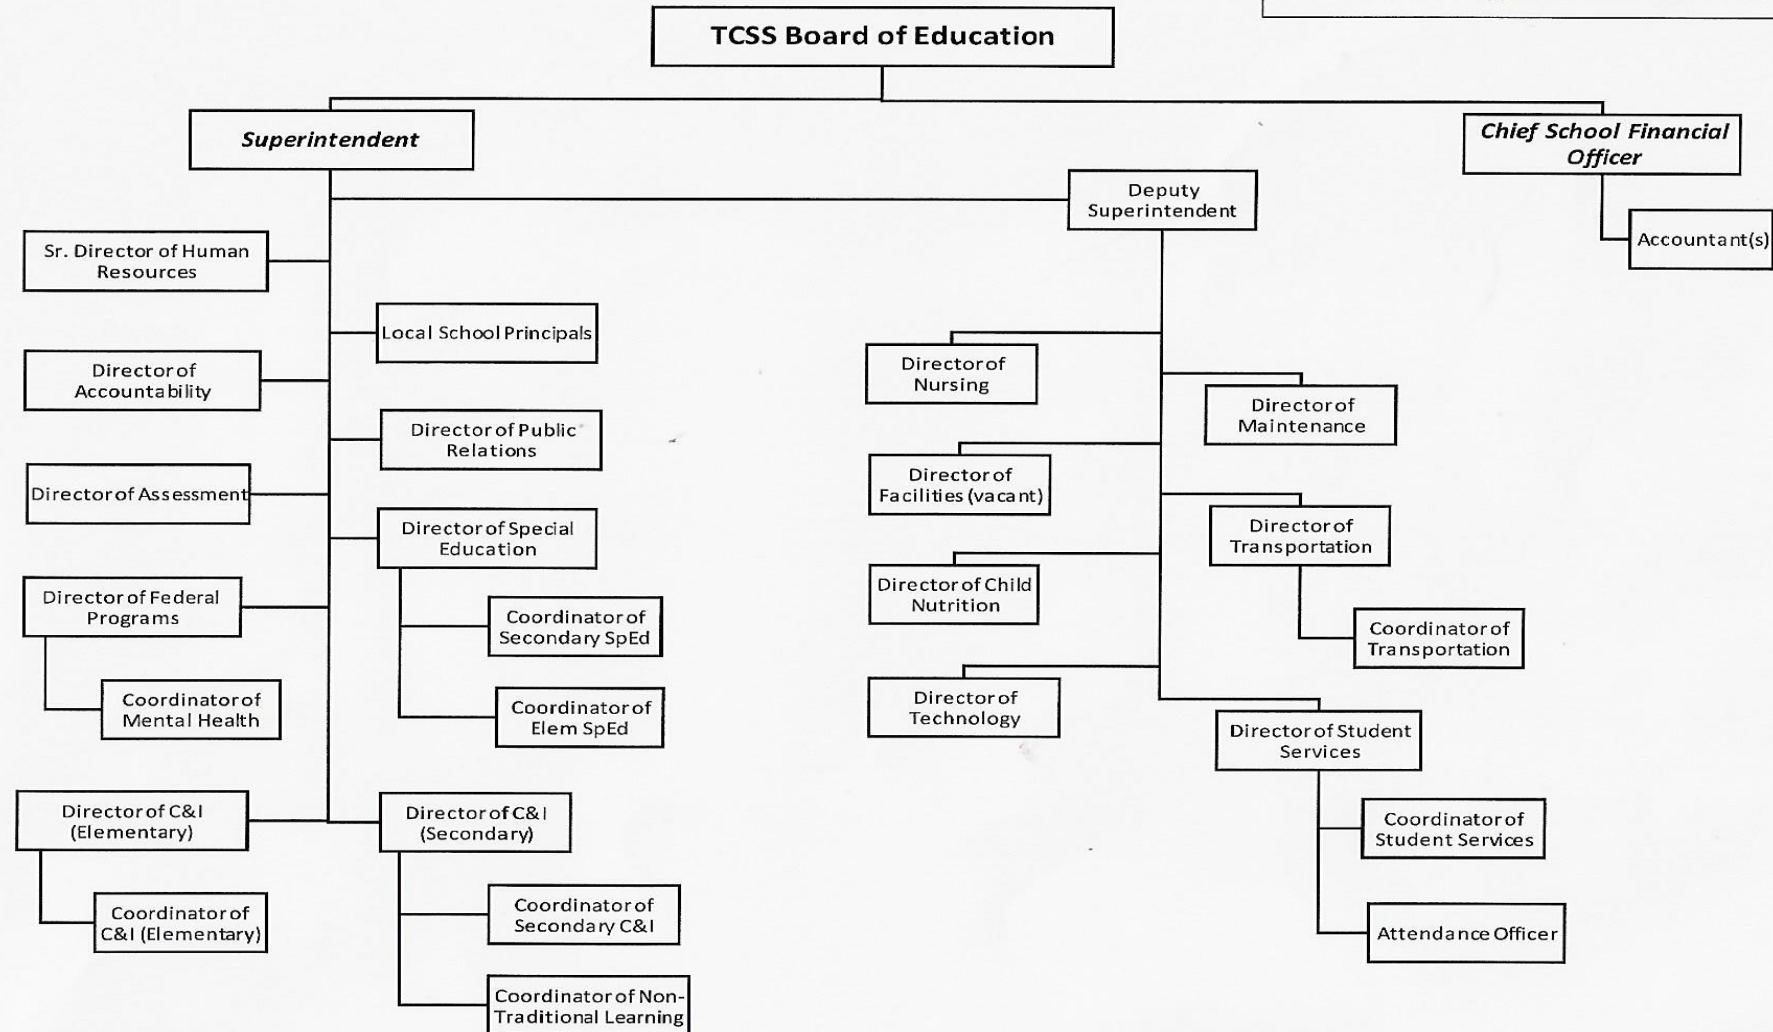 TCSS Board of Education
Superintendent
Chief School Financial
Officer
Deputy
Superintendent
Accountant(s)
Sr. Director of Human
Resources
Local School Principals
Director of
Accountability
Director of Public
Relations
Director of Assessment
Director of Special
Education
Director of Federal
Programs
Coordinator of
Secondary SpEd
Coordinator of
Mental Health
Coordinator of
Elem SpEd
Director of C&I
(Elementary)
Director of C&I
(Secondary)
Coordinator of
C&I (Elementary)
Coordinator of
Secondary C&I
Coordinator of Non-
Traditional Learning
Director of
Nursing
Director of
Maintenance
Director of
Facilities (vacant)
Director of
Transportation
Director of Child
Nutrition
Coordinator of
Transportation
Director of
Technology
Director of Student
Services
Coordinator of
Student Services
Attendance Officer